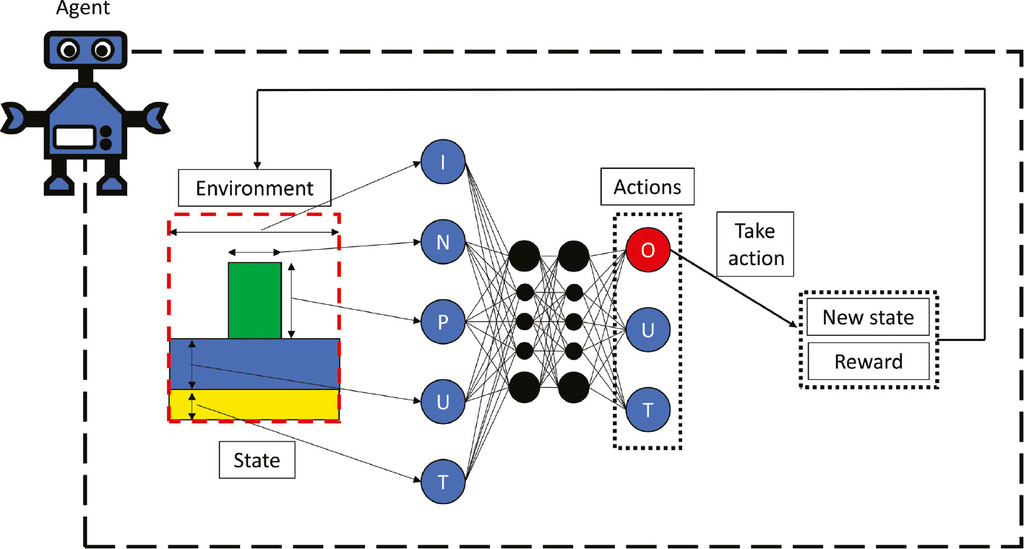 Agent
Environment
State
I
N
P
U
T
Actions
O
U
T
Take
action
New state
Reward